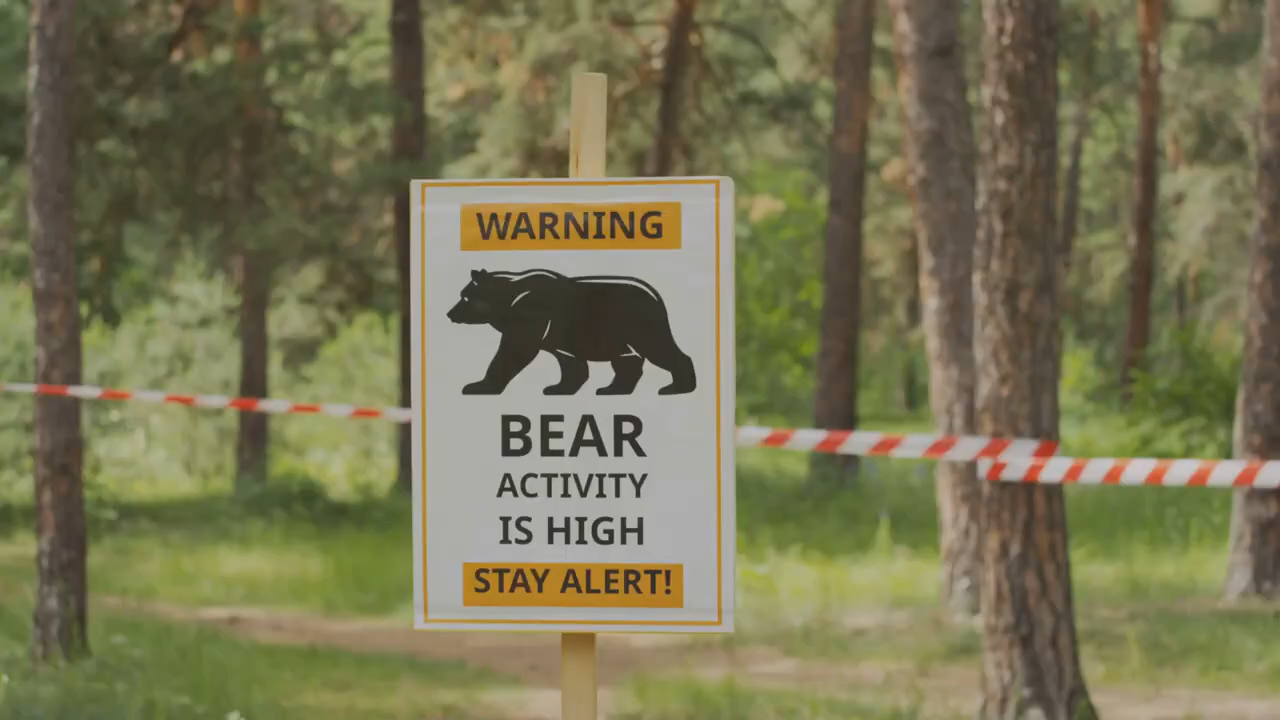 WARNING
BEAR
ACTIVITY
IS HIGH
STAY ALERT!